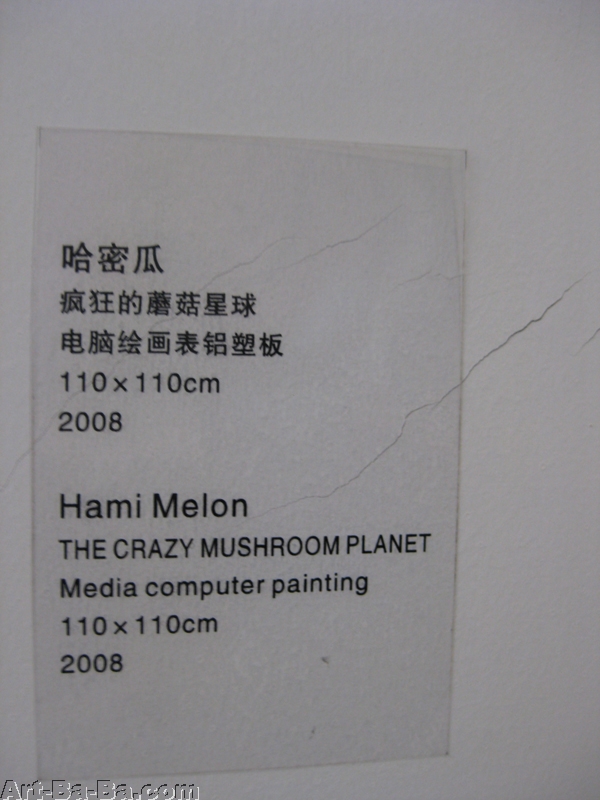 哈密瓜
疯狂的蘑菇星球
电脑绘画表铝塑板
110×110cm
2008
Hami Melon
THE CRAZY MUSHROOM PLANET
Media computer painting
110×110cm
2008
Art-Ba-Ba.com